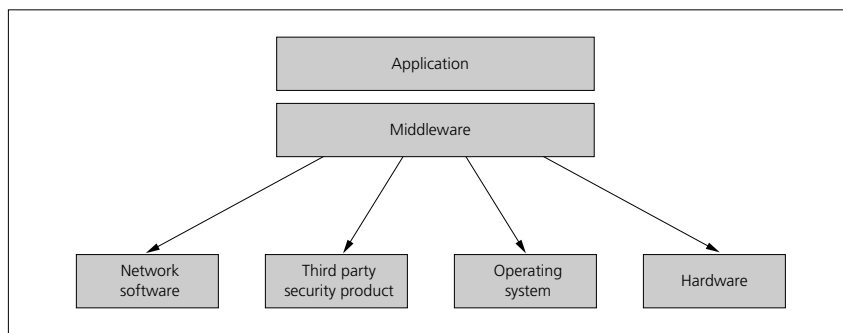 Application
Middleware
Network
software
Third party
security product
Operating
system
Hardware